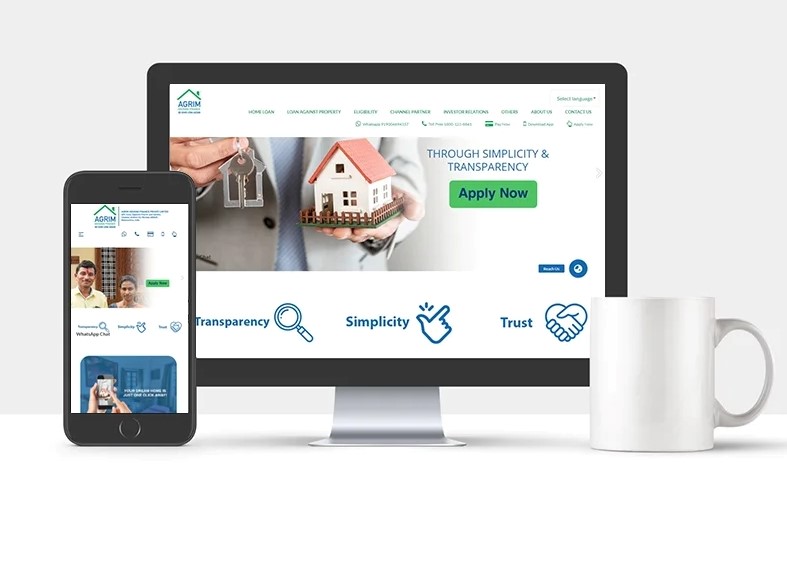 Select language
AGRIM
HOME LOAN
LOAN AGAINST PROPERTY
ELIGIBILITY
CHANNEL PARTNER
INVESTOR RELATIONS
OTHERS
ABOUT US
CONTACT US
Whatsapp
Toll Free
Pay Now
Download App
Apply Now
THROUGH SIMPLICITY &
TRANSPARENCY
Apply Now
Reach Us
Transparency
Simplicity
Trust
AGRIM
Apply Now
Transparency
Simplicity
Trust
WhatsApp Chat
YOUR DREAM HOME IS
JUST ONE CLICK AWAY!